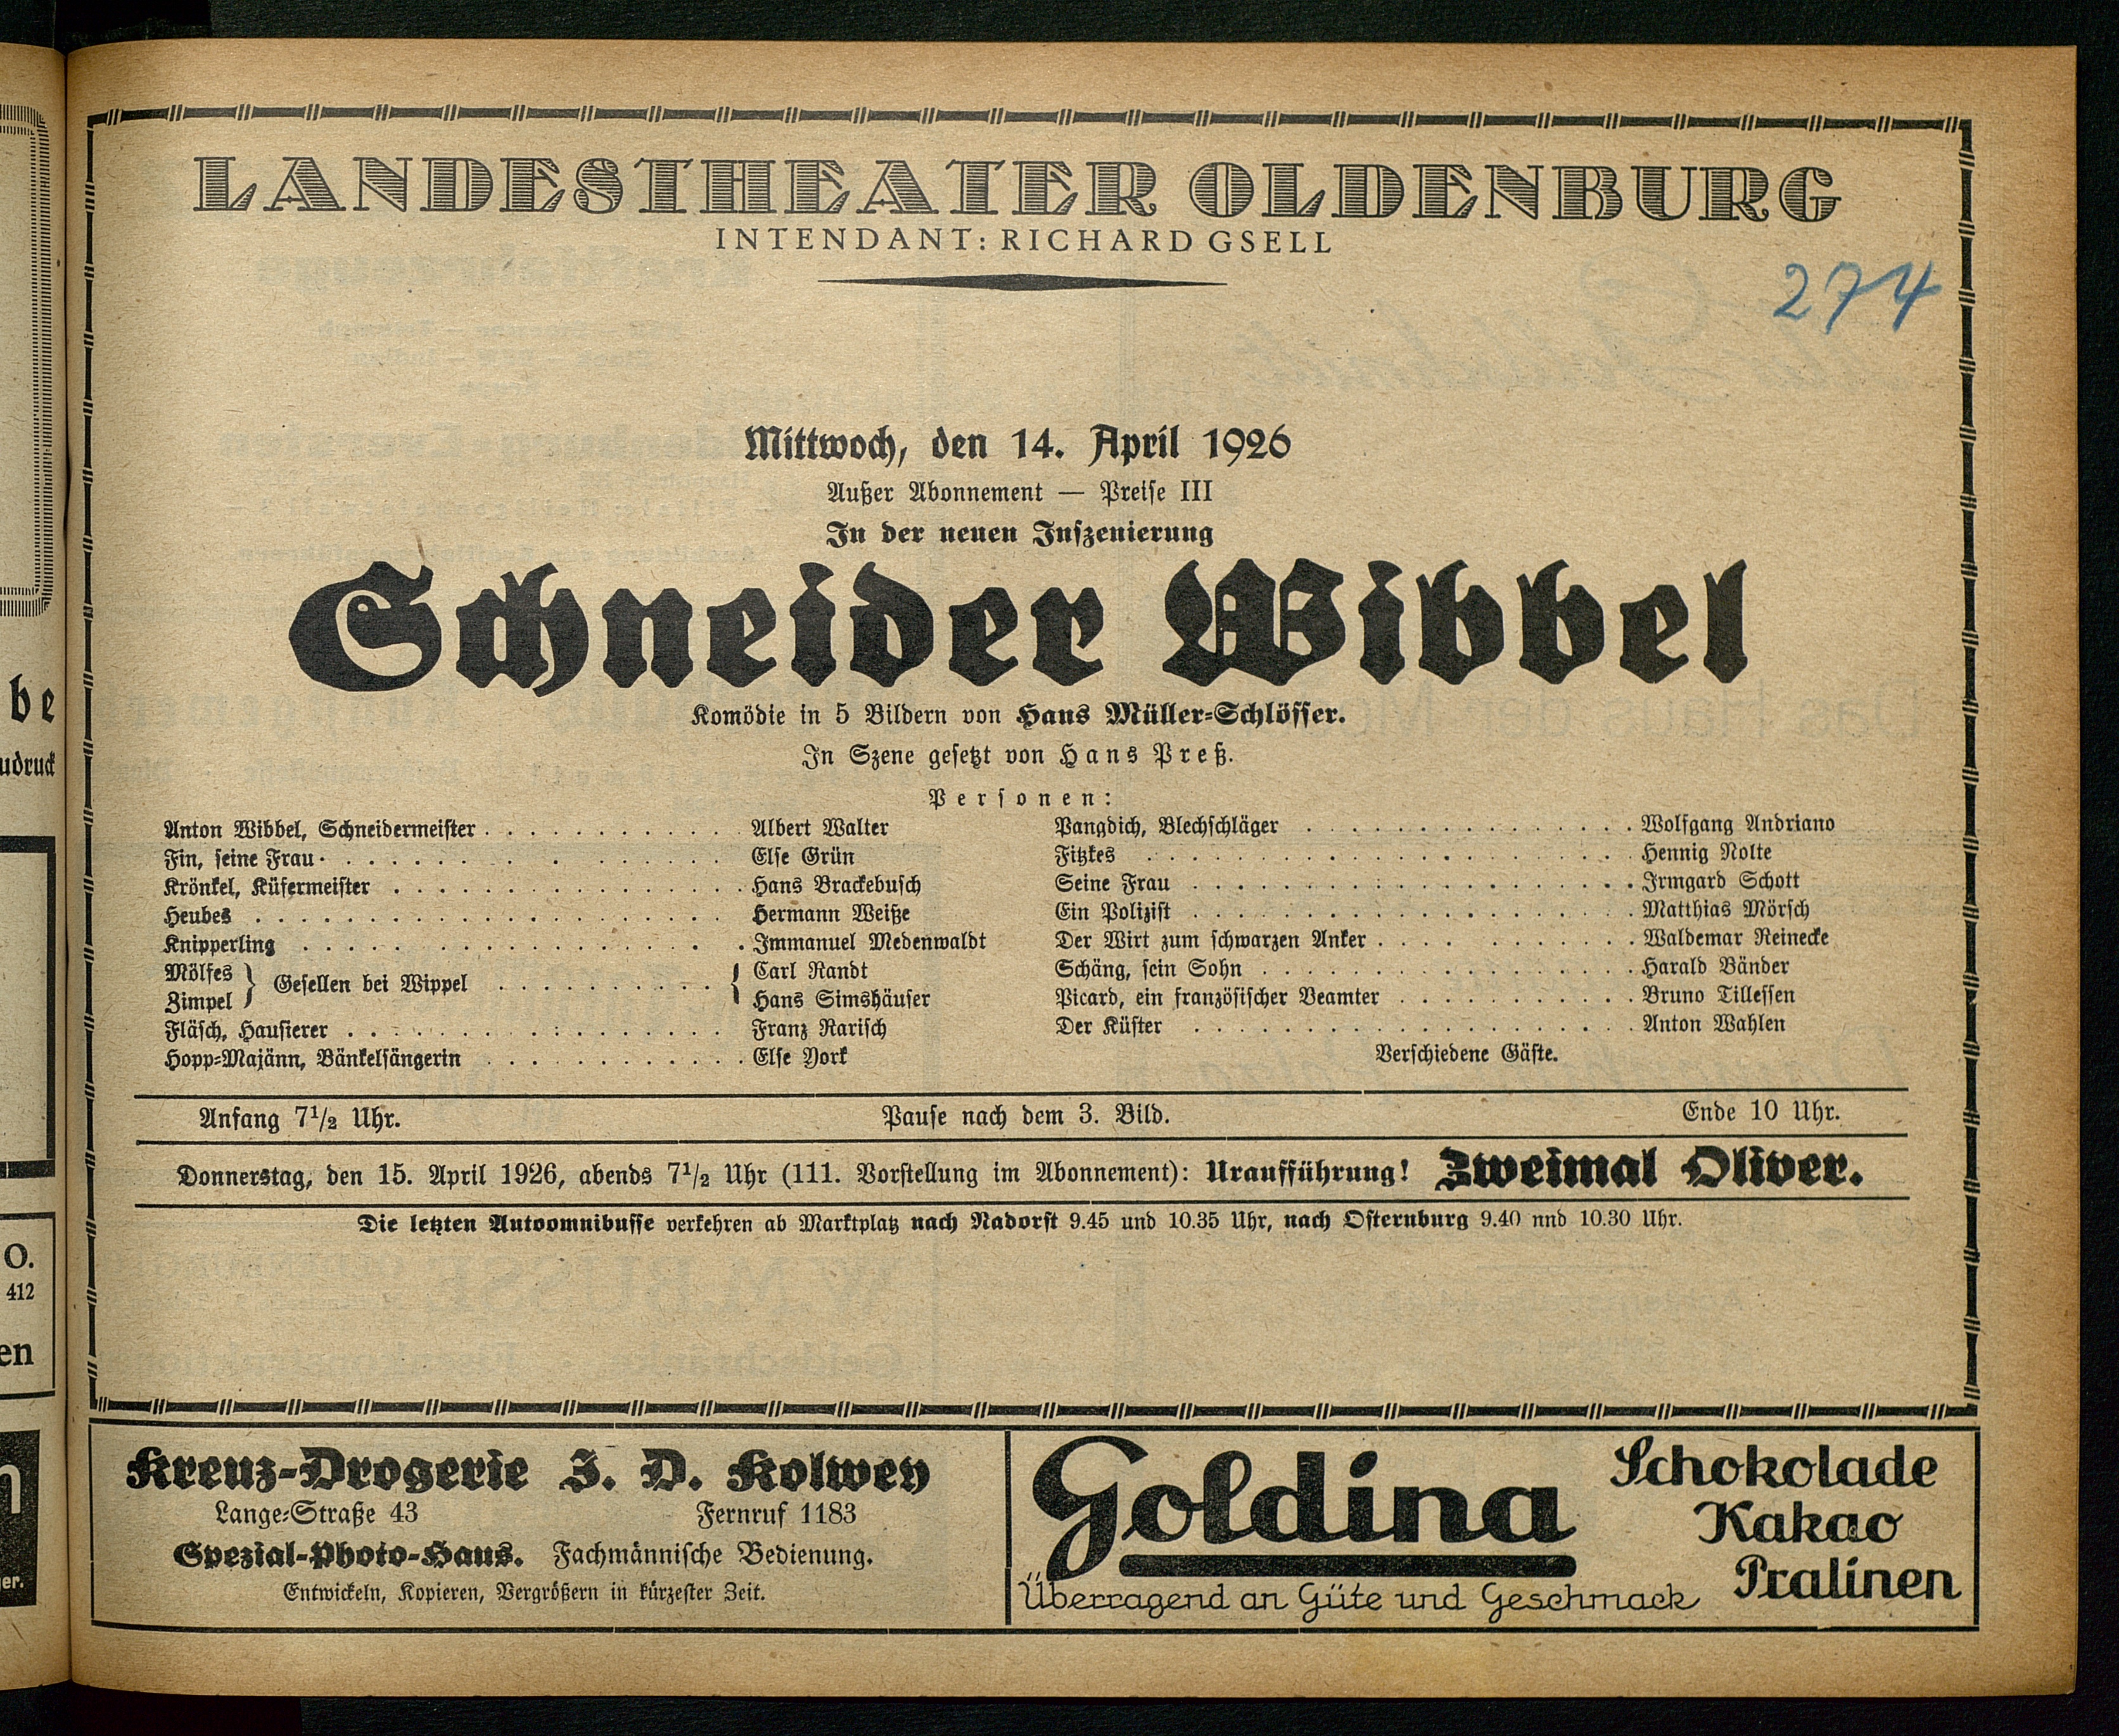 LANDESTHEATER OLDENBURG
INTENDANT: RICHARD GSELL
274
Mittwoch, den 14. April 1926
Außer Abonnement — Preise III
In der neuen Inszenierung
Schneider Wibbel
Komödie in 5 Bildern von Hans Müller=Schlösser.
In Szene gesetzt von Hans Preß.
Personen:
Anton Wibbel, Schneidermeister . . . . . . . . . . . . Albert Walter
Fin, seine Frau . . . . . . . . . . . . . Else Grün
Krönkel, Küfermeister . . . . . . . . . . . . . . . . Hans Brackebusch
Heubes . . . . . . . . . . . . . . . . . . . . . Hermann Weiße
Knipperling . . . . . . . . . . . . . . . . . Immanuel Medenwaldt
Mölfes } Gesellen bei Wippel . . . . . . . . . . { Carl Randt
Zimpel } { Hans Simshäuser
Fläsch, Hausierer . . . . . . . . . . . . . . . . . Franz Rarisch
Hopp=Majänn, Bänkelsängerin . . . . . . . . . . . . Else York
Pangdich, Blechschläger . . . . . . . . . . . . . . . Wolfgang Andriano
Fitzkes . . . . . . . . . . . . . . . . . . . . . . Hennig Nolte
Seine Frau . . . . . . . . . . . . . . . . . . . . Irmgard Schott
Ein Polizist . . . . . . . . . . . . . . . . . . . . Matthias Mörsch
Der Wirt zum schwarzen Anker . . . . . . . . . . . Waldemar Reinecke
Schäng, sein Sohn . . . . . . . . . . . . . . . . . Harald Bänder
Picard, ein französischer Beamter . . . . . . . . . . . Bruno Tillessen
Der Küster . . . . . . . . . . . . . . . . . . . . Anton Wahlen
Verschiedene Gäste.
Anfang 7½ Uhr. Pause nach dem 3. Bild. Ende 10 Uhr.
Donnerstag, den 15. April 1926, abends 7½ Uhr (111. Vorstellung im Abonnement): Uraufführung! Zweimal Oliver.
Die letzten Autoomnibusse verkehren ab Marktplatz nach Nadorst 9.45 und 10.35 Uhr, nach Osternburg 9.40 nnd 10.30 Uhr.
Kreuz-Drogerie J. D. Kolwey
Lange=Straße 43 Fernruf 1183
Spezial-Photo-Haus. Fachmännische Bedienung.
Entwickeln, Kopieren, Vergrößern in kürzester Zeit.
Goldina
Schokolade
Kakao
Pralinen
Überragend an Güte und Geschmack
be
udruck
O.
412
en
er.